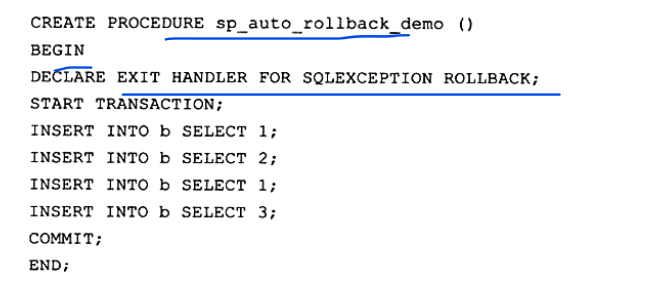 CREATE PROCEDURE sp_auto_rollback_demo ()
BEGIN
DECLARE EXIT HANDLER FOR SQLEXCEPTION ROLLBACK;
START TRANSACTION;
INSERT INTO b SELECT 1;
INSERT INTO b SELECT 2;
INSERT INTO b SELECT 1;
INSERT INTO b SELECT 3;
COMMIT;
END;